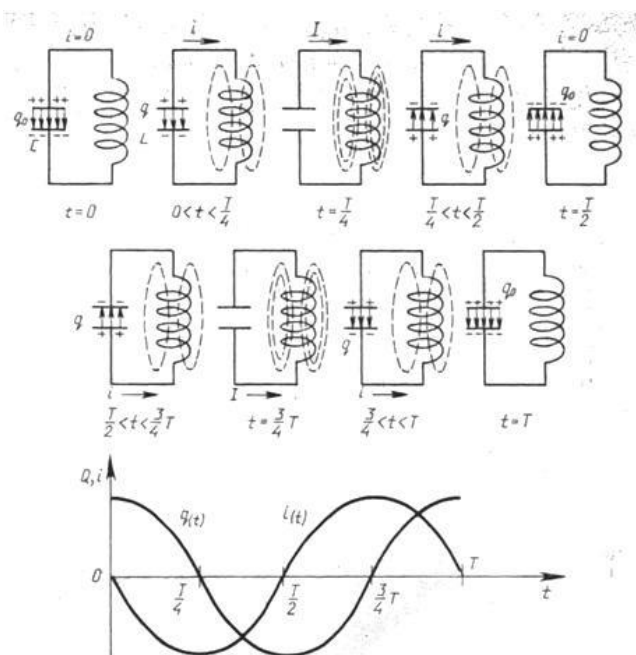 i=0 i I i i=0
++ ++ ++ ++ -- -- -- --
q₀ q q q₀
C L
-- -- -- -- ++ ++ ++ ++
t=0 0<t<T/4 t=T/4 T/4<t<T/2 t=T/2
-- -- ++ ++ ++ ++ q₀
q q
++ ++ -- -- -- -- --
i I i
T/2<t<3/4T t=3/4T 3/4<t<T t=T
Q,i
q(t) i(t)
0 T/4 T/2 3/4T T
t